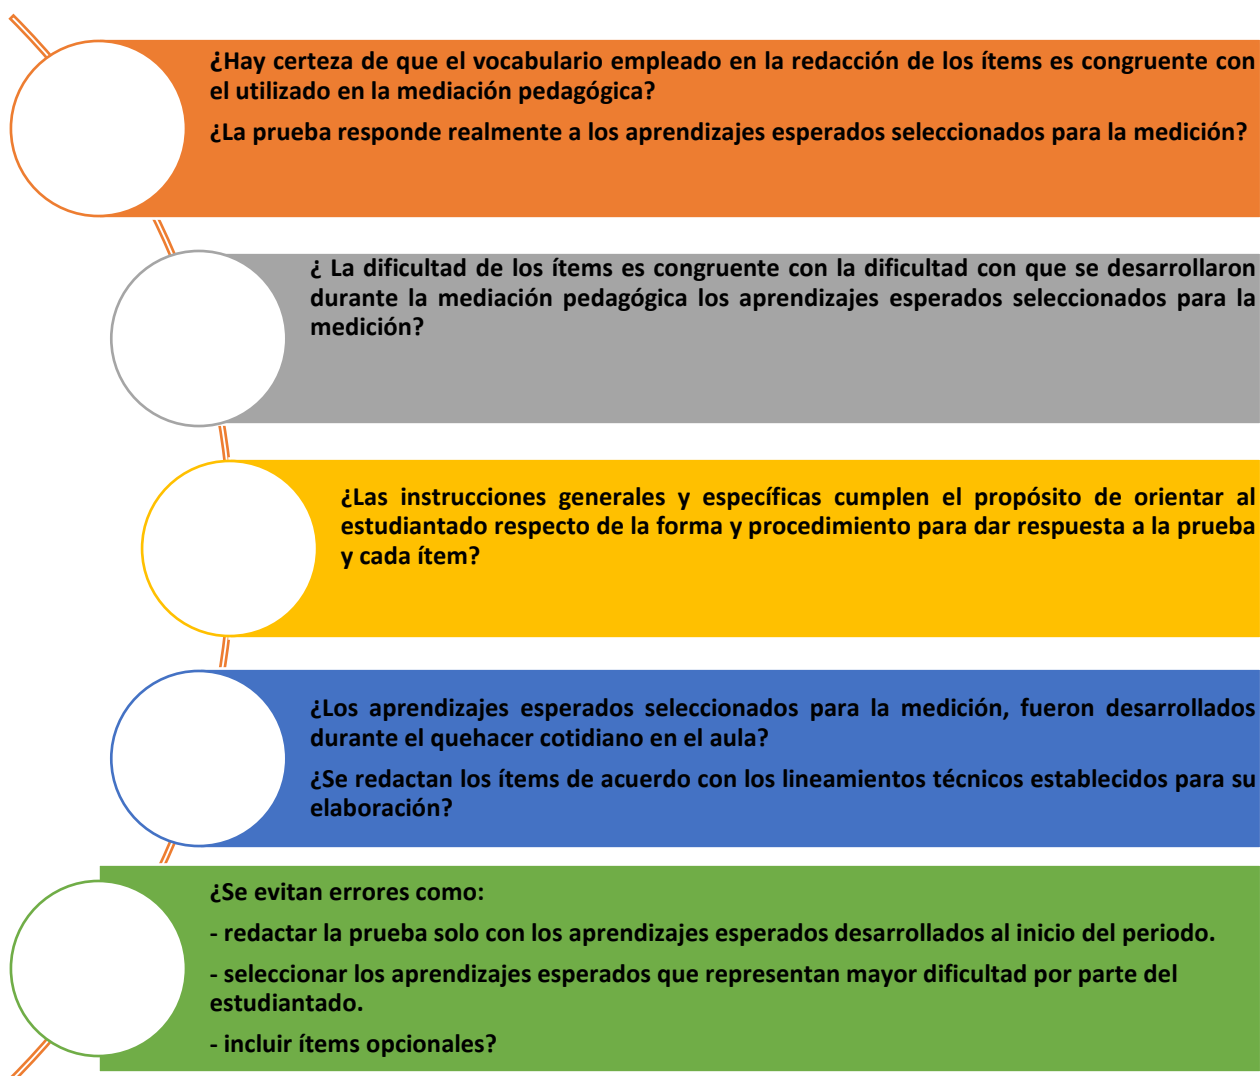 ¿Hay certeza de que el vocabulario empleado en la redacción de los ítems es congruente con
el utilizado en la mediación pedagógica?
¿La prueba responde realmente a los aprendizajes esperados seleccionados para la medición?
¿ La dificultad de los ítems es congruente con la dificultad con que se desarrollaron
durante la mediación pedagógica los aprendizajes esperados seleccionados para la
medición?
¿Las instrucciones generales y específicas cumplen el propósito de orientar al
estudiantado respecto de la forma y procedimiento para dar respuesta a la prueba
y cada ítem?
¿Los aprendizajes esperados seleccionados para la medición, fueron desarrollados
durante el quehacer cotidiano en el aula?
¿Se redactan los ítems de acuerdo con los lineamientos técnicos establecidos para su
elaboración?
¿Se evitan errores como:
- redactar la prueba solo con los aprendizajes esperados desarrollados al inicio del periodo.
- seleccionar los aprendizajes esperados que representan mayor dificultad por parte del
estudiantado.
- incluir ítems opcionales?